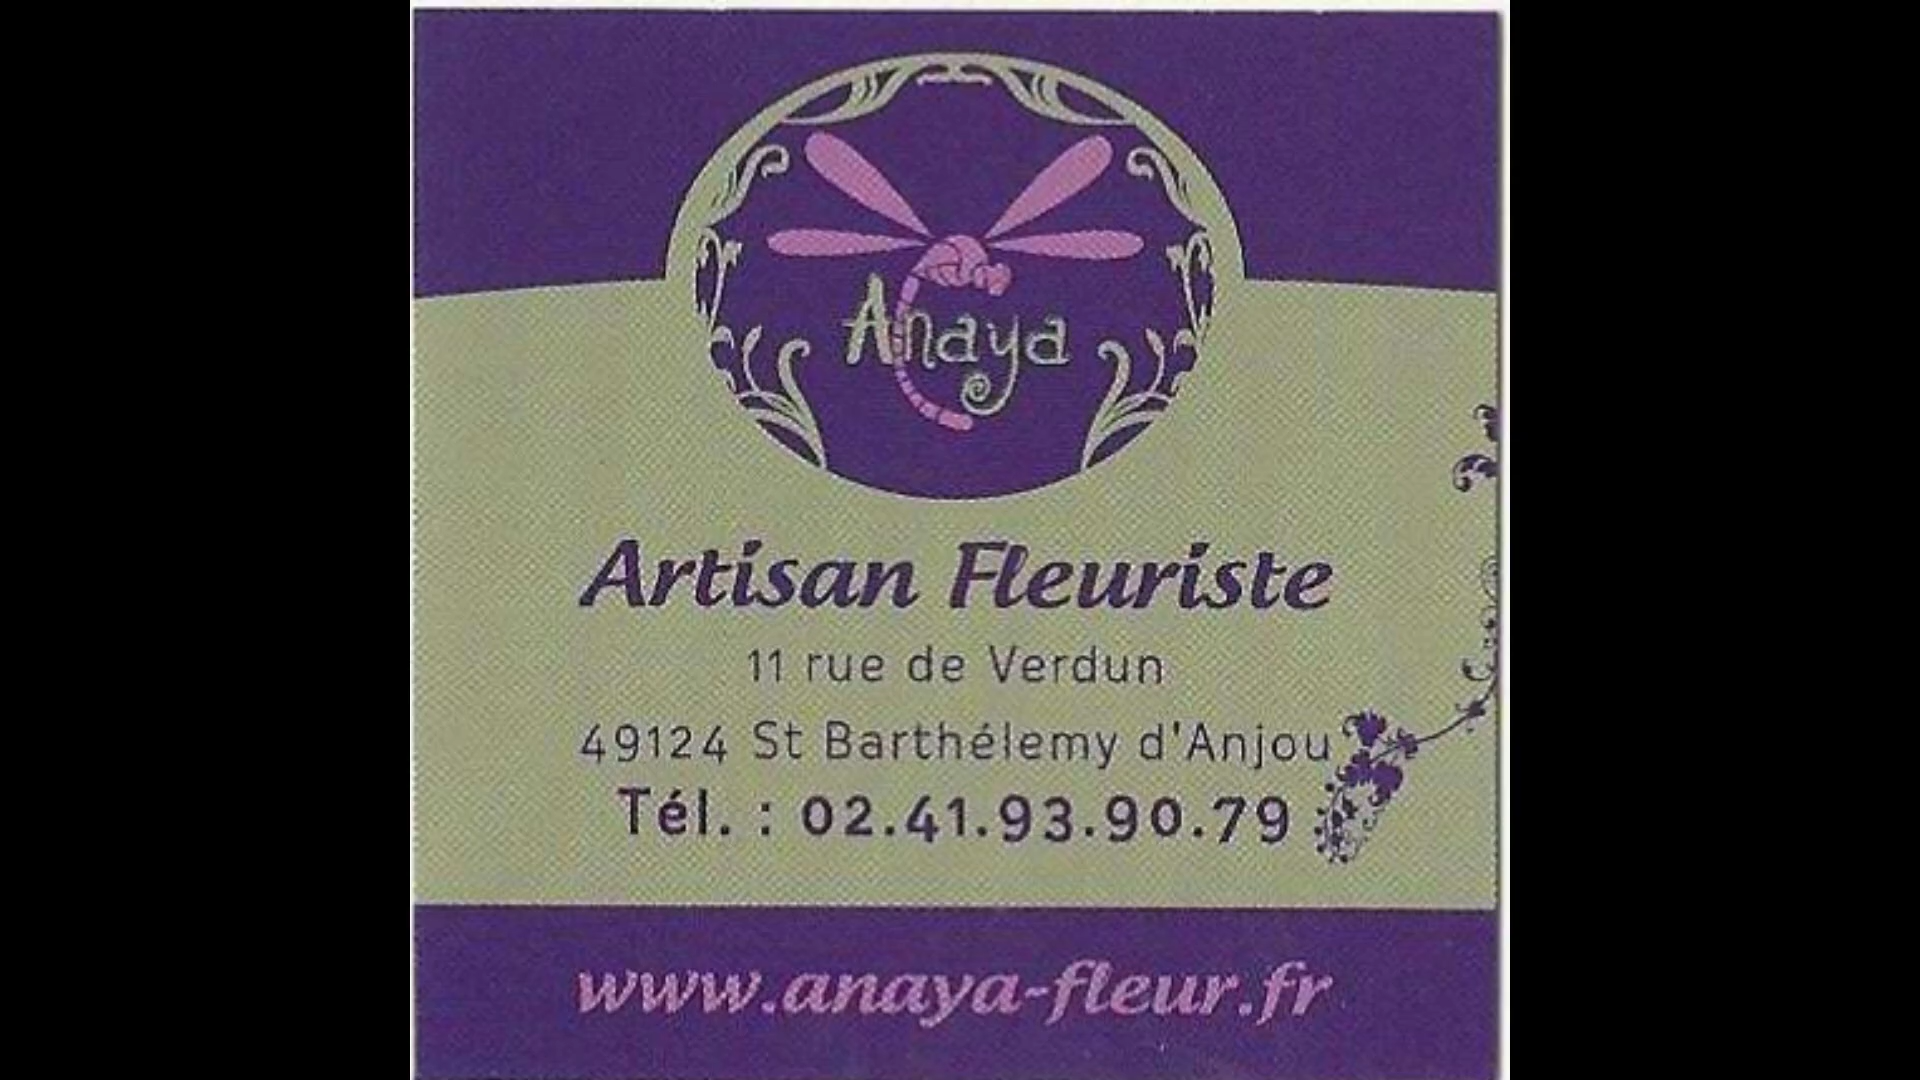 Anaya
Artisan Fleuriste
11 rue de Verdun
49124 St Barthélemy d'Anjou
Tél. : 02.41.93.90.79
www.anaya-fleur.fr